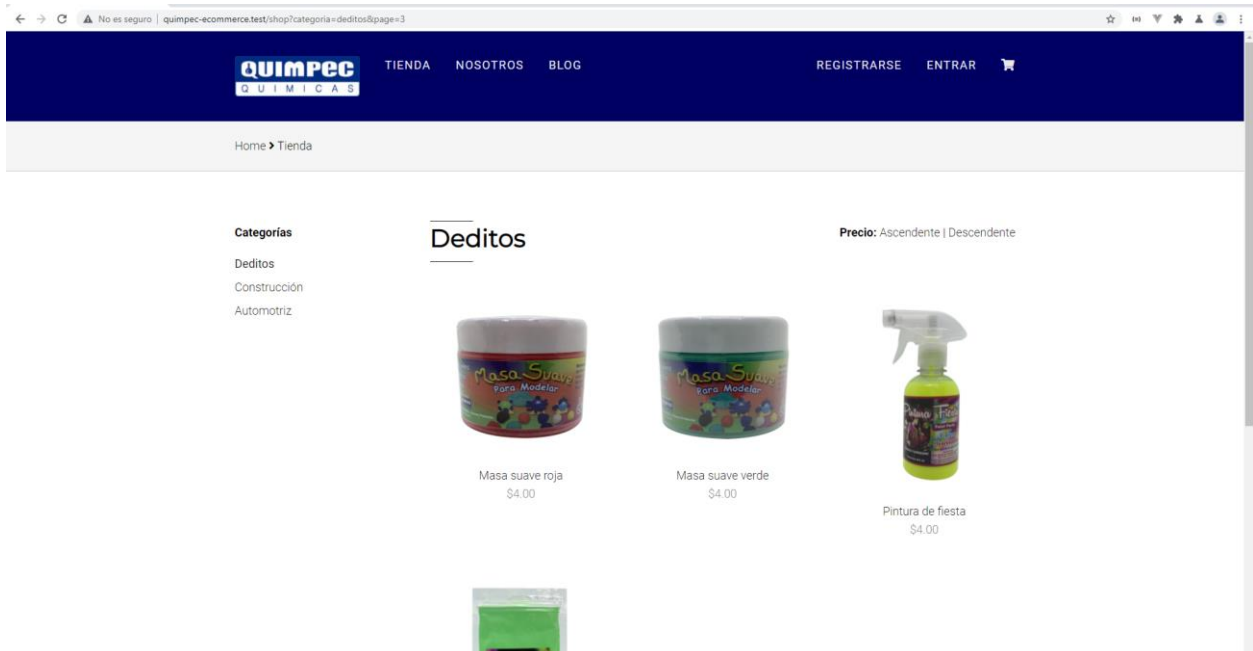 No es seguro | quimpec-ecommerce.test/shop?categoria=deditos&page=3
QUIMPEC
QUIMICAS
TIENDA NOSOTROS BLOG
REGISTRARSE ENTRAR
Home > Tienda
Categorías
Deditos
Construcción
Automotriz
Deditos
Precio: Ascendente | Descendente
Masa Suave
Para Modelar
Masa Suave
Para Modelar
Masa suave roja
$4.00
Masa suave verde
$4.00
Pintura de fiesta
$4.00